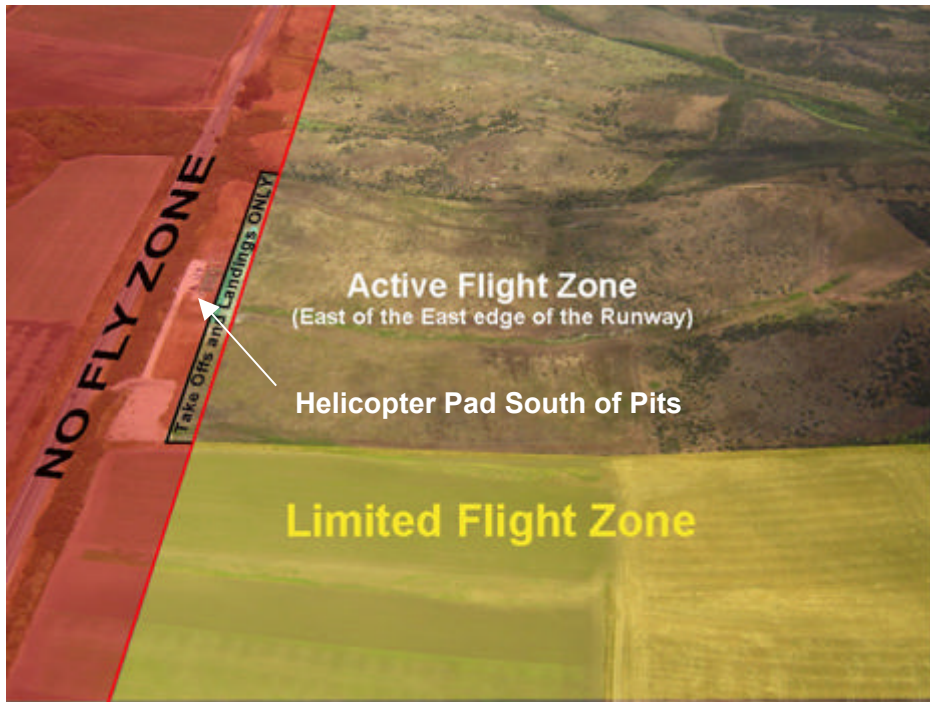 NO FLY ZONE
Take Offs and Landings ONLY
Active Flight Zone
(East of the East edge of the Runway)
Helicopter Pad South of Pits
Limited Flight Zone